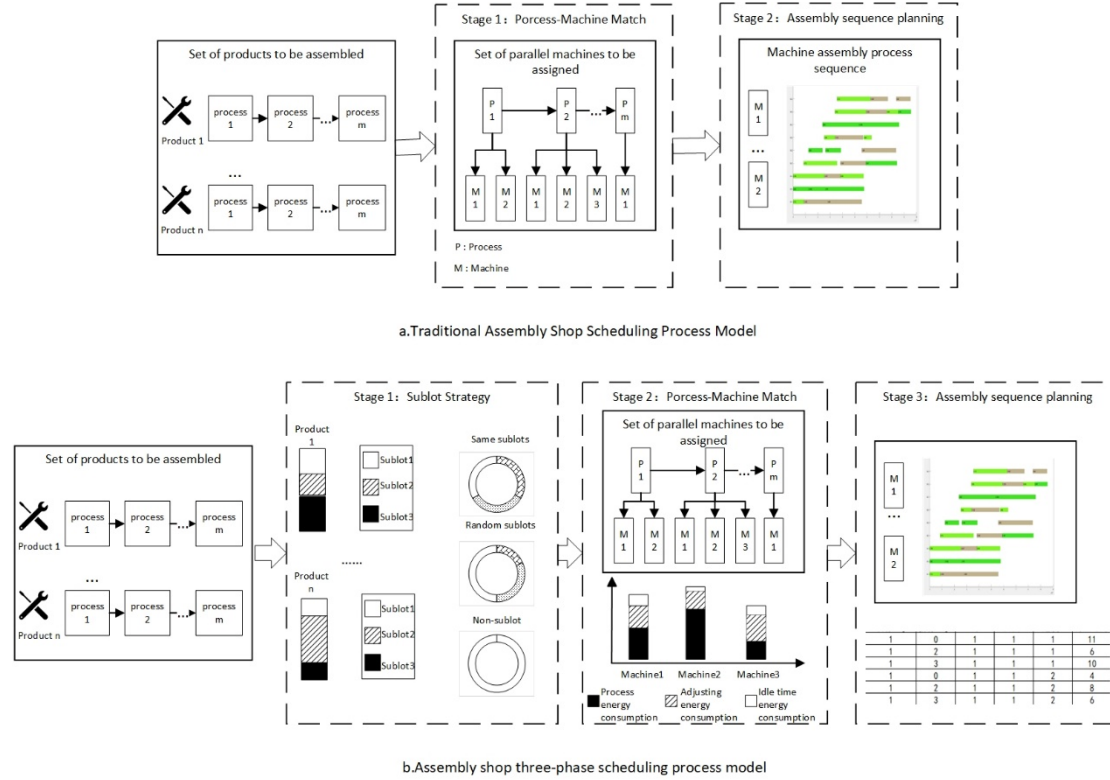 Stage 1：Porcess-Machine Match
Stage 2：Assembly sequence planning
Set of products to be assembled
Set of parallel machines to be
assigned
Machine assembly process
sequence
process
1
process
2
...
process
m
Product 1
...
process
1
process
2
...
process
m
Product n
P
1
P
2
...
P
m
M
1
M
2
M
1
M
2
M
3
M
1
P : Process
M : Machine
M
1
...
M
2
a.Traditional Assembly Shop Scheduling Process Model
Stage 1：Sublot Strategy
Stage 2：Porcess-Machine Match
Stage 3：Assembly sequence planning
Set of products to be assembled
process
1
process
2
...
process
m
Product 1
...
process
1
process
2
...
process
m
Product n
Product
1
Sublot1
Sublot2
Sublot3
......
Product
n
Sublot1
Sublot2
Sublot3
Same sublots
Random sublots
Non-sublot
Set of parallel machines to be
assigned
P
1
P
2
...
P
m
M
1
M
2
M
1
M
2
M
3
M
1
Machine1 Machine2 Machine3
Process
energy
consumption
Adjusting
energy
consumption
Idle time
energy
consumption
M
1
...
M
2
1 0 1 1 1 11
1 2 1 1 1 6
1 3 1 1 1 10
1 0 1 1 2 4
1 2 1 1 2 8
1 3 1 1 2 6
b.Assembly shop three-phase scheduling process model